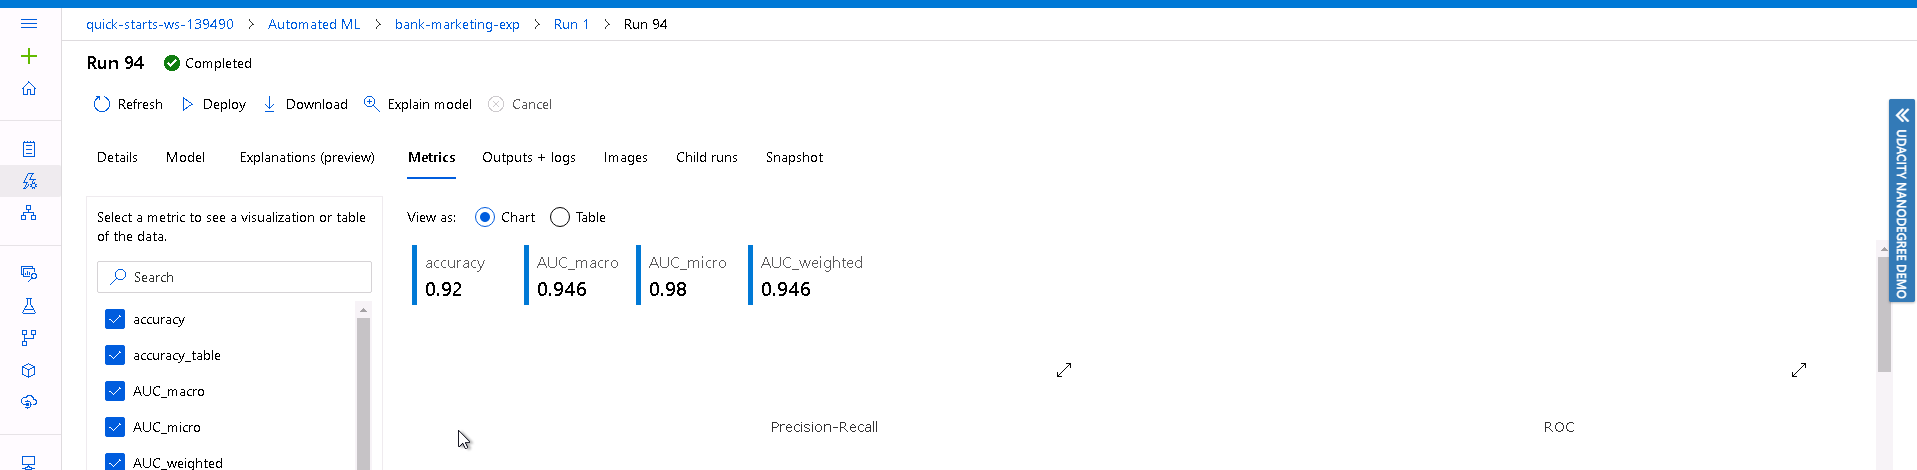 quick-starts-ws-139490 > Automated ML > bank-marketing-exp > Run 1 > Run 94
Run 94 Completed
Refresh Deploy Download Explain model Cancel
Details Model Explanations (preview) Metrics Outputs + logs Images Child runs Snapshot
Select a metric to see a visualization or table
of the data.
Search
accuracy
accuracy_table
AUC_macro
AUC_micro
AUC_weighted
View as: Chart Table
accuracy AUC_macro AUC_micro AUC_weighted
0.92 0.946 0.98 0.946
Precision-Recall ROC
UDACITY NANODEGREE DEMO